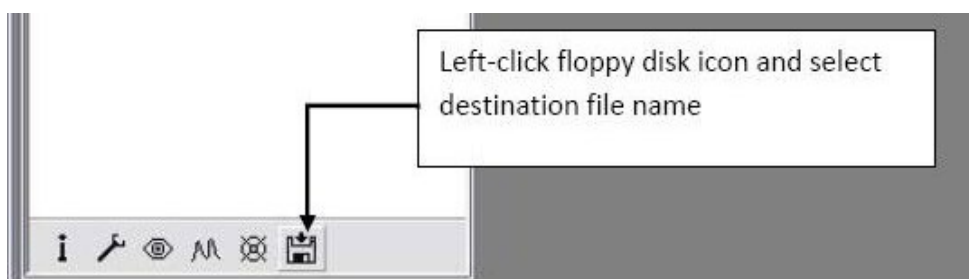 Left-click floppy disk icon and select
destination file name